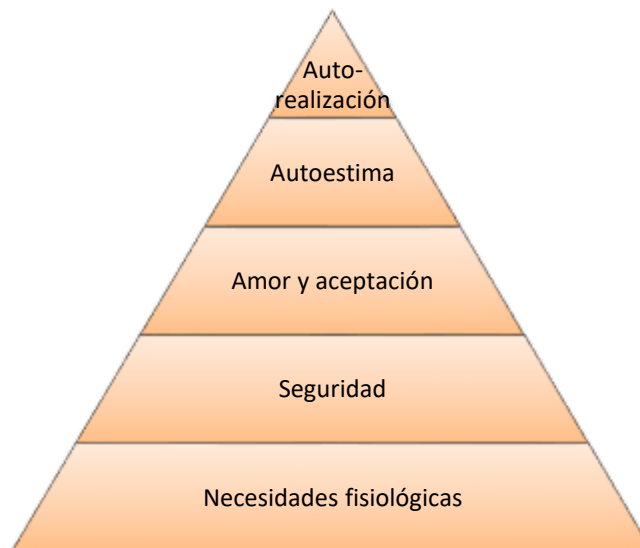 Auto-
realización
Autoestima
Amor y aceptación
Seguridad
Necesidades fisiológicas